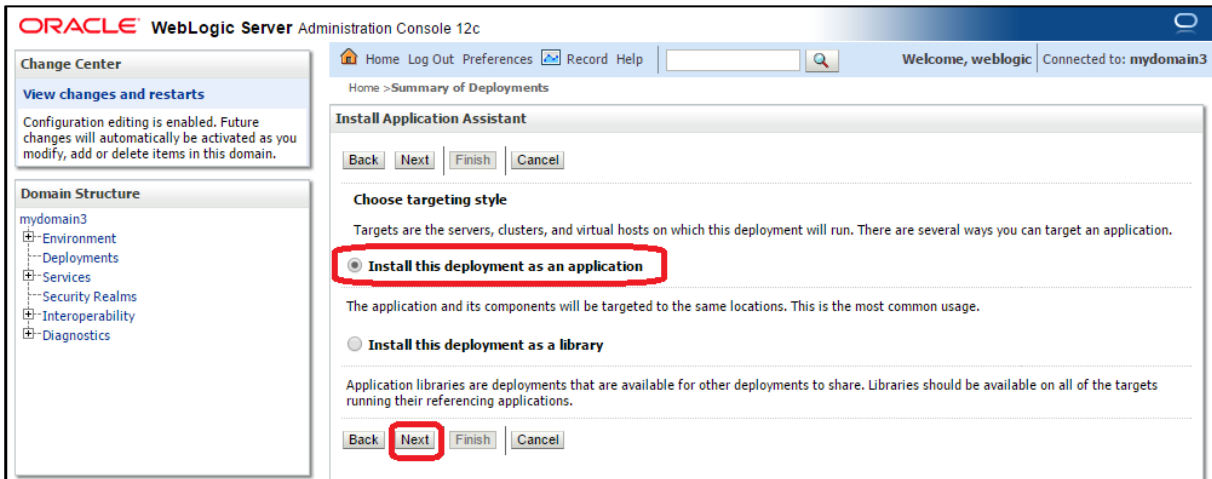 ORACLE WebLogic Server Administration Console 12c
Change Center
View changes and restarts
Configuration editing is enabled. Future
changes will automatically be activated as you
modify, add or delete items in this domain.
Domain Structure
mydomain3
Environment
Deployments
Services
Security Realms
Interoperability
Diagnostics
Home Log Out Preferences Record Help
Welcome, weblogic Connected to: mydomain3
Home >Summary of Deployments
Install Application Assistant
Back Next Finish Cancel
Choose targeting style
Targets are the servers, clusters, and virtual hosts on which this deployment will run. There are several ways you can target an application.
Install this deployment as an application
The application and its components will be targeted to the same locations. This is the most common usage.
Install this deployment as a library
Application libraries are deployments that are available for other deployments to share. Libraries should be available on all of the targets
running their referencing applications.
Back Next Finish Cancel